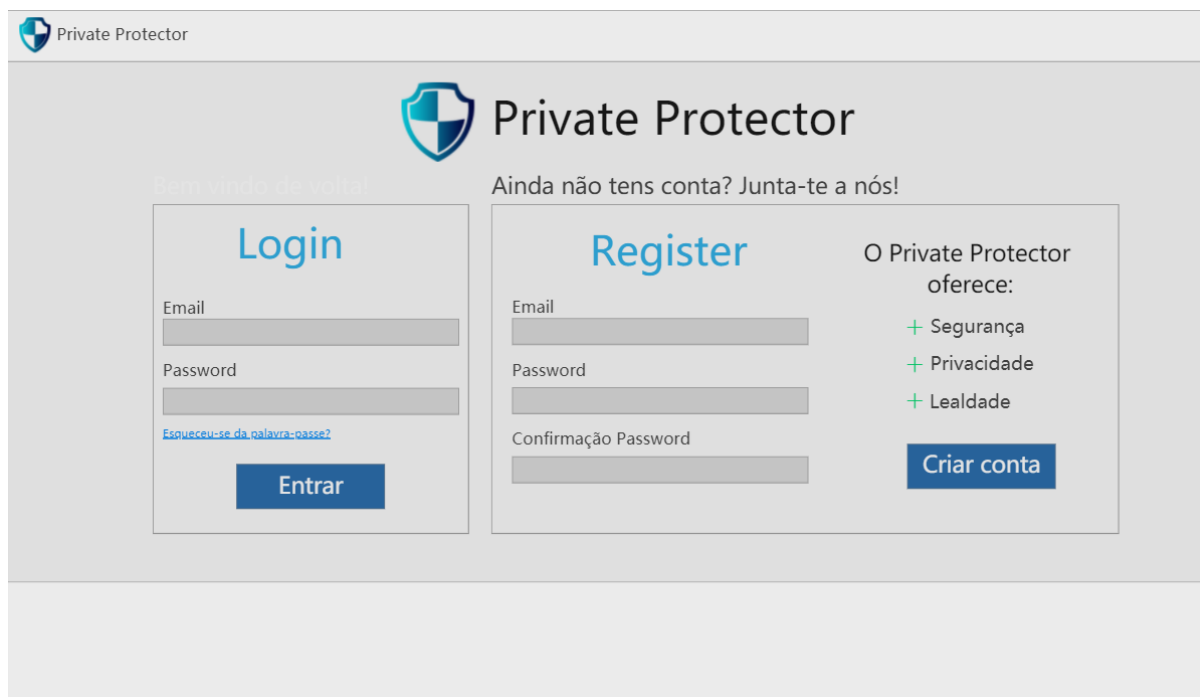 Private Protector
Private Protector
Bem vindo de volta!
Ainda não tens conta? Junta-te a nós!
Login
Email
Password
Esqueceu-se da palavra-passe?
Entrar
Register
Email
Password
Confirmação Password
O Private Protector
oferece:
+ Segurança
+ Privacidade
+ Lealdade
Criar conta